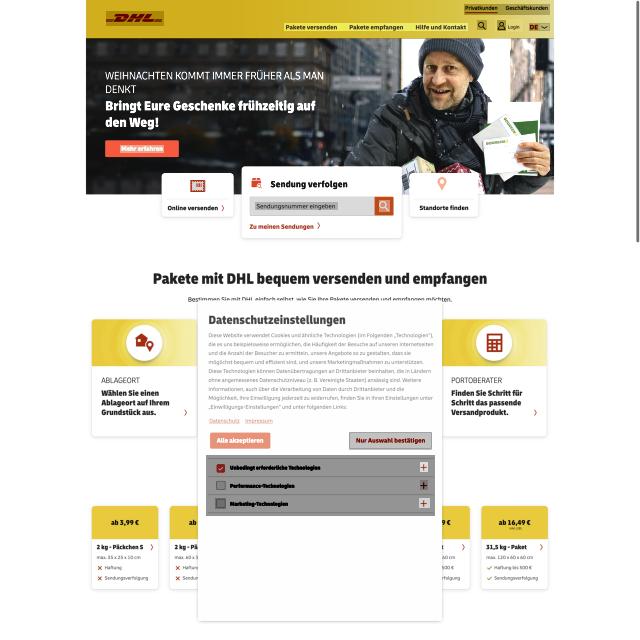 Privatkunden Geschäftskunden
DHL
Pakete versenden Pakete empfangen Hilfe und Kontakt Login DE
WEIHNACHTEN KOMMT IMMER FRÜHER ALS MAN
DENKT
Bringt Eure Geschenke frühzeitig auf
den Weg!
Mehr erfahren
Online versenden
Sendung verfolgen
Sendungsnummer eingeben
Zu meinen Sendungen
Standorte finden
Pakete mit DHL bequem versenden und empfangen
Bestimmen Sie mit DHL einfach selbst, wie Sie Ihre Pakete versenden und empfangen möchten.
ABLAGEORT
Wählen Sie einen
Ablageort auf ihrem
Grundstück aus.
Datenschutzeinstellungen
Diese Website verwendet Cookies und ähnliche Technologien (im Folgenden „Technologien"),
die es uns beispielsweise ermöglichen, die Häufigkeit der Besucher auf unseren Internetseiten
und die Anzahl der Besucher zu ermitteln, unsere Angebote so zu gestalten, dass sie
möglichst bequem und effizient sind, und unsere Marketingmaßnahmen zu unterstützen.
Diese Technologien können Datenübertragungen an Drittanbieter beinhalten, die in Ländern
ohne angemessenes Datenschutzniveau (z. B. Vereinigte Staaten) ansässig sind. Weitere
Informationen, auch über die Verarbeitung von Daten durch Drittanbieter und die
Möglichkeit, Ihre Einwilligung jederzeit zu widerrufen, finden Sie in Ihren Einstellungen unter
„Einwilligungs-Einstellungen" und unter folgenden Links:
Datenschutz Impressum
Alle akzeptieren
Nur Auswahl bestätigen
Unbedingt erforderliche Technologien
Performance-Technologien
Marketing-Technologien
PORTOBERATER
Finden Sie Schritt für
Schritt das passende
Versandprodukt.
ab 3,99 €
2 kg - Päckchen S
max. 35 x 25 x 10 cm
Haftung
Sendungsverfolgung
ab
2 kg - Pä
max. 60 x 3
Haftung
Sendungs
9 €
ab 16,49 €
31,5 kg - Paket
max. 120 x 60 x 60 cm
Haftung bis 500 €
Sendungsverfolgung